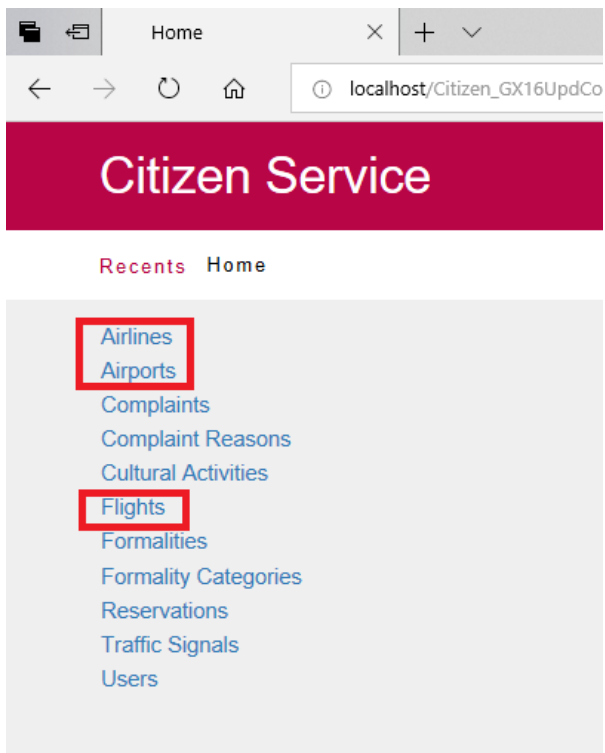 Home
localhost/Citizen_GX16UpdCo
Citizen Service
Recents Home
Airlines
Airports
Complaints
Complaint Reasons
Cultural Activities
Flights
Formalities
Formality Categories
Reservations
Traffic Signals
Users